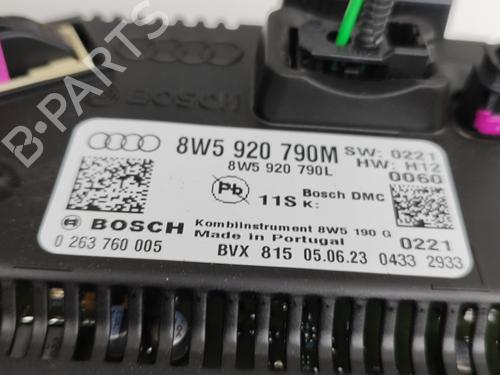 BOSCH
8W5 920 790M SW: 0221
8W5 920 790L HW: H12
0060
Pb 11S Bosch DMC
K:
BOSCH Kombiinstrument 8W5 190 G
Made in Portugal 0221
0 263 760 005 BVX 815 05.06.23 0433 2933
B-PARTS